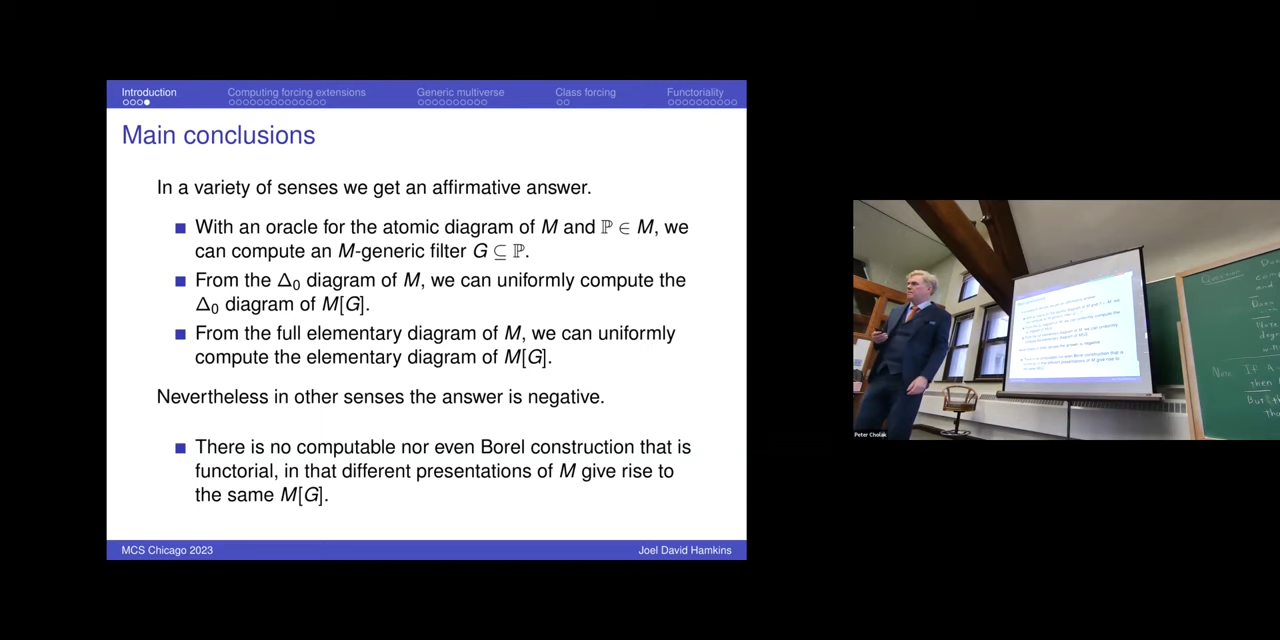 Introduction
Computing forcing extensions
Generic multiverse
Class forcing
Functoriality
Main conclusions
In a variety of senses we get an affirmative answer.
With an oracle for the atomic diagram of M and ℙ ∈ M, we
can compute an M-generic filter G ⊆ ℙ.
From the Δ₀ diagram of M, we can uniformly compute the
Δ₀ diagram of M[G].
From the full elementary diagram of M, we can uniformly
compute the elementary diagram of M[G].
Nevertheless in other senses the answer is negative.
There is no computable nor even Borel construction that is
functorial, in that different presentations of M give rise to
the same M[G].
MCS Chicago 2023
Joel David Hamkins
Peter Cholak
Question
Note
If A
then
But